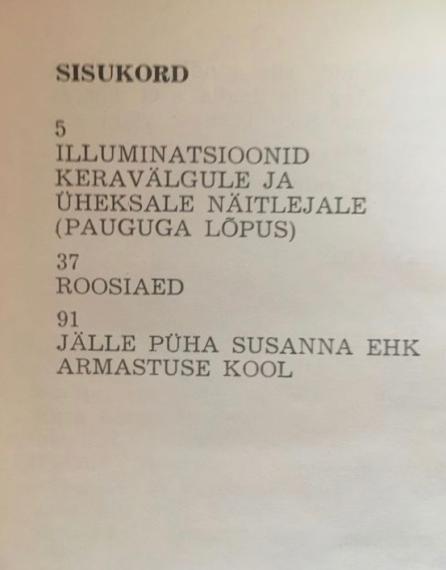 SISUKORD
5
ILLUMINATSIOONID
KERAVÄLGULE JA
ÜHEKSALE NÄITLEJALE
(PAUGUGA LÕPUS)
37
ROOSIAED
91
JÄLLE PÜHA SUSANNA EHK
ARMASTUSE KOOL